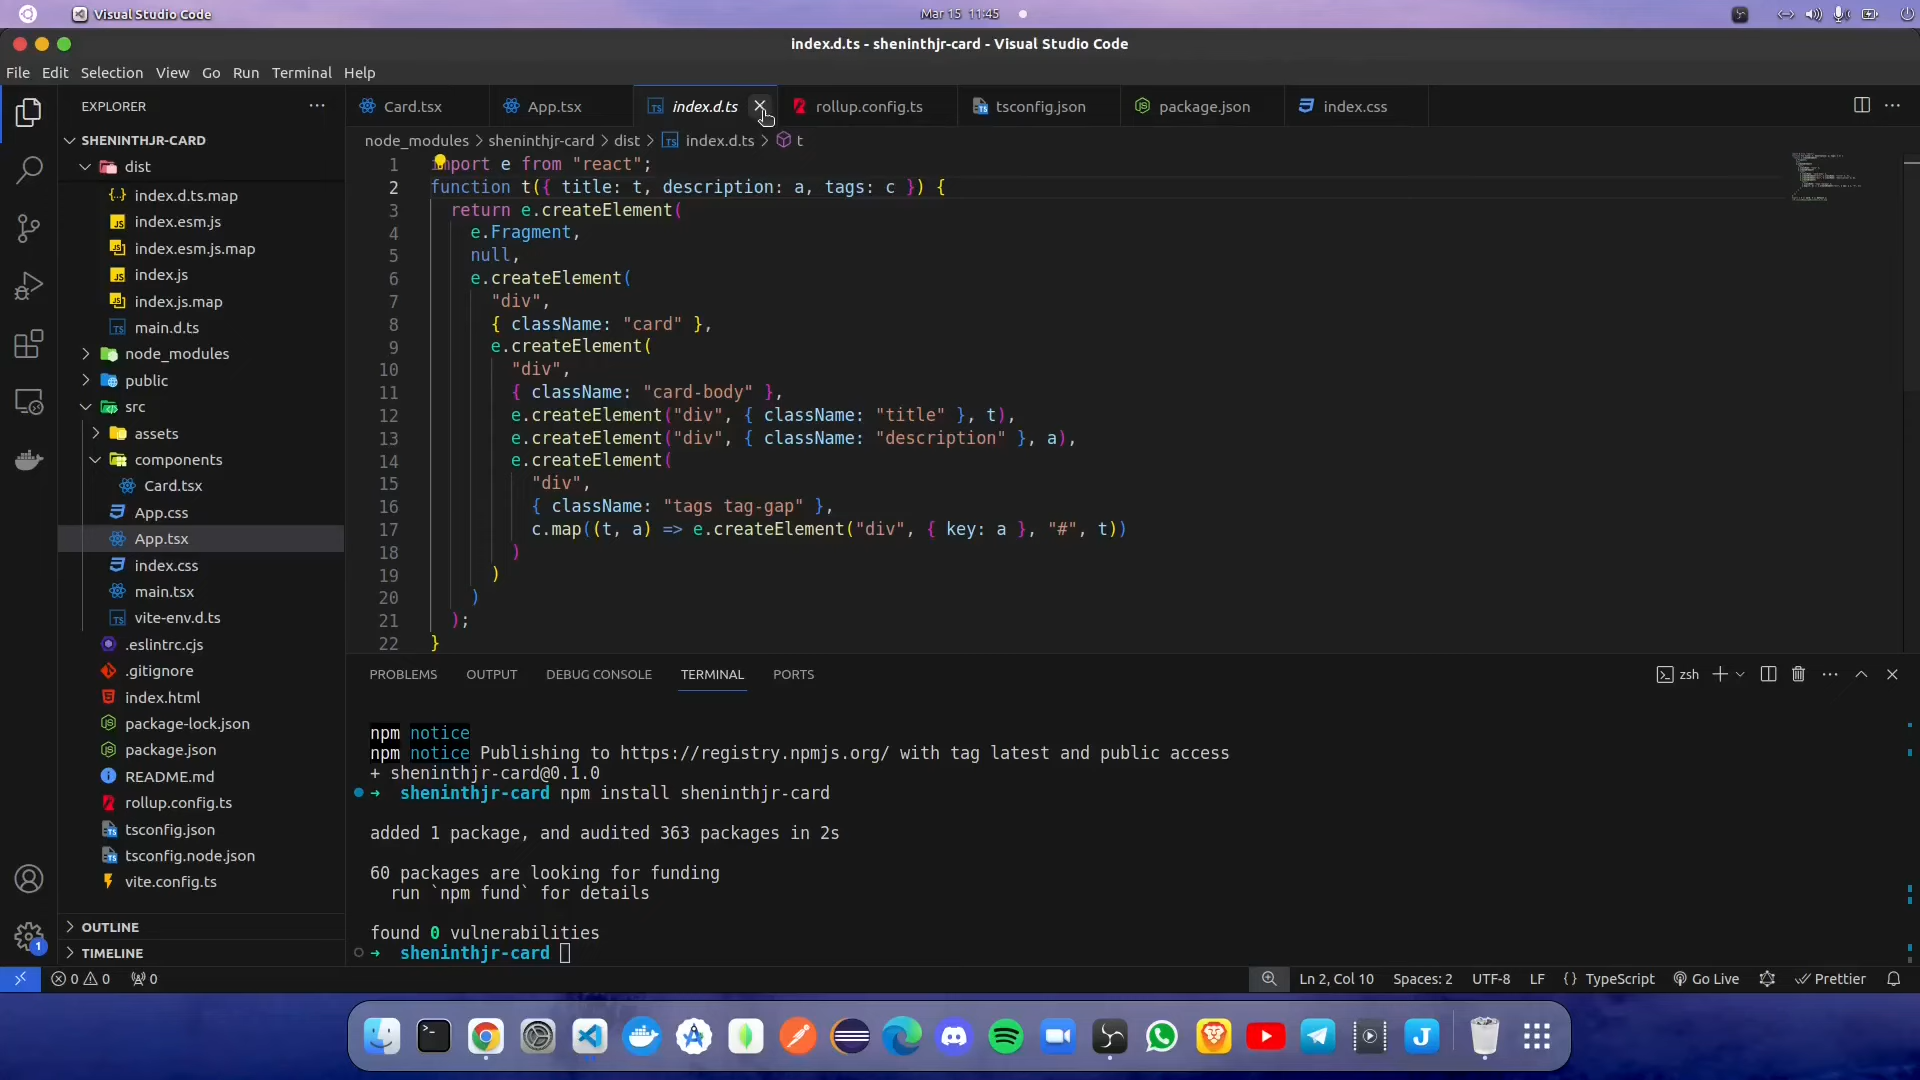 Visual Studio Code
Mar 15 11:45
index.d.ts - sheninthjr-card - Visual Studio Code
File Edit Selection View Go Run Terminal Help
EXPLORER
SHENINTHJR-CARD
dist
index.d.ts.map
index.esm.js
index.esm.js.map
index.js
index.js.map
main.d.ts
node_modules
public
src
assets
components
Card.tsx
App.css
App.tsx
index.css
main.tsx
vite-env.d.ts
.eslintrc.cjs
.gitignore
index.html
package-lock.json
package.json
README.md
rollup.config.ts
tsconfig.json
tsconfig.node.json
vite.config.ts
OUTLINE
TIMELINE
Card.tsx App.tsx index.d.ts rollup.config.ts tsconfig.json package.json index.css
node_modules > sheninthjr-card > dist > index.d.ts > t
1 import e from "react";
2 function t({ title: t, description: a, tags: c }) {
3 return e.createElement(
4 e.Fragment,
5 null,
6 e.createElement(
7 "div",
8 { className: "card" },
9 e.createElement(
10 "div",
11 { className: "card-body" },
12 e.createElement("div", { className: "title" }, t),
13 e.createElement("div", { className: "description" }, a),
14 e.createElement(
15 "div",
16 { className: "tags tag-gap" },
17 c.map((t, a) => e.createElement("div", { key: a }, "#", t))
18 )
19 )
20 )
21 );
22 }
PROBLEMS OUTPUT DEBUG CONSOLE TERMINAL PORTS
zsh
npm notice
npm notice Publishing to https://registry.npmjs.org/ with tag latest and public access
+ sheninthjr-card@0.1.0
➜ sheninthjr-card npm install sheninthjr-card
added 1 package, and audited 363 packages in 2s
60 packages are looking for funding
run `npm fund` for details
found 0 vulnerabilities
➜ sheninthjr-card
1
0 0 0
Ln 2, Col 10 Spaces: 2 UTF-8 LF {} TypeScript Go Live Prettier